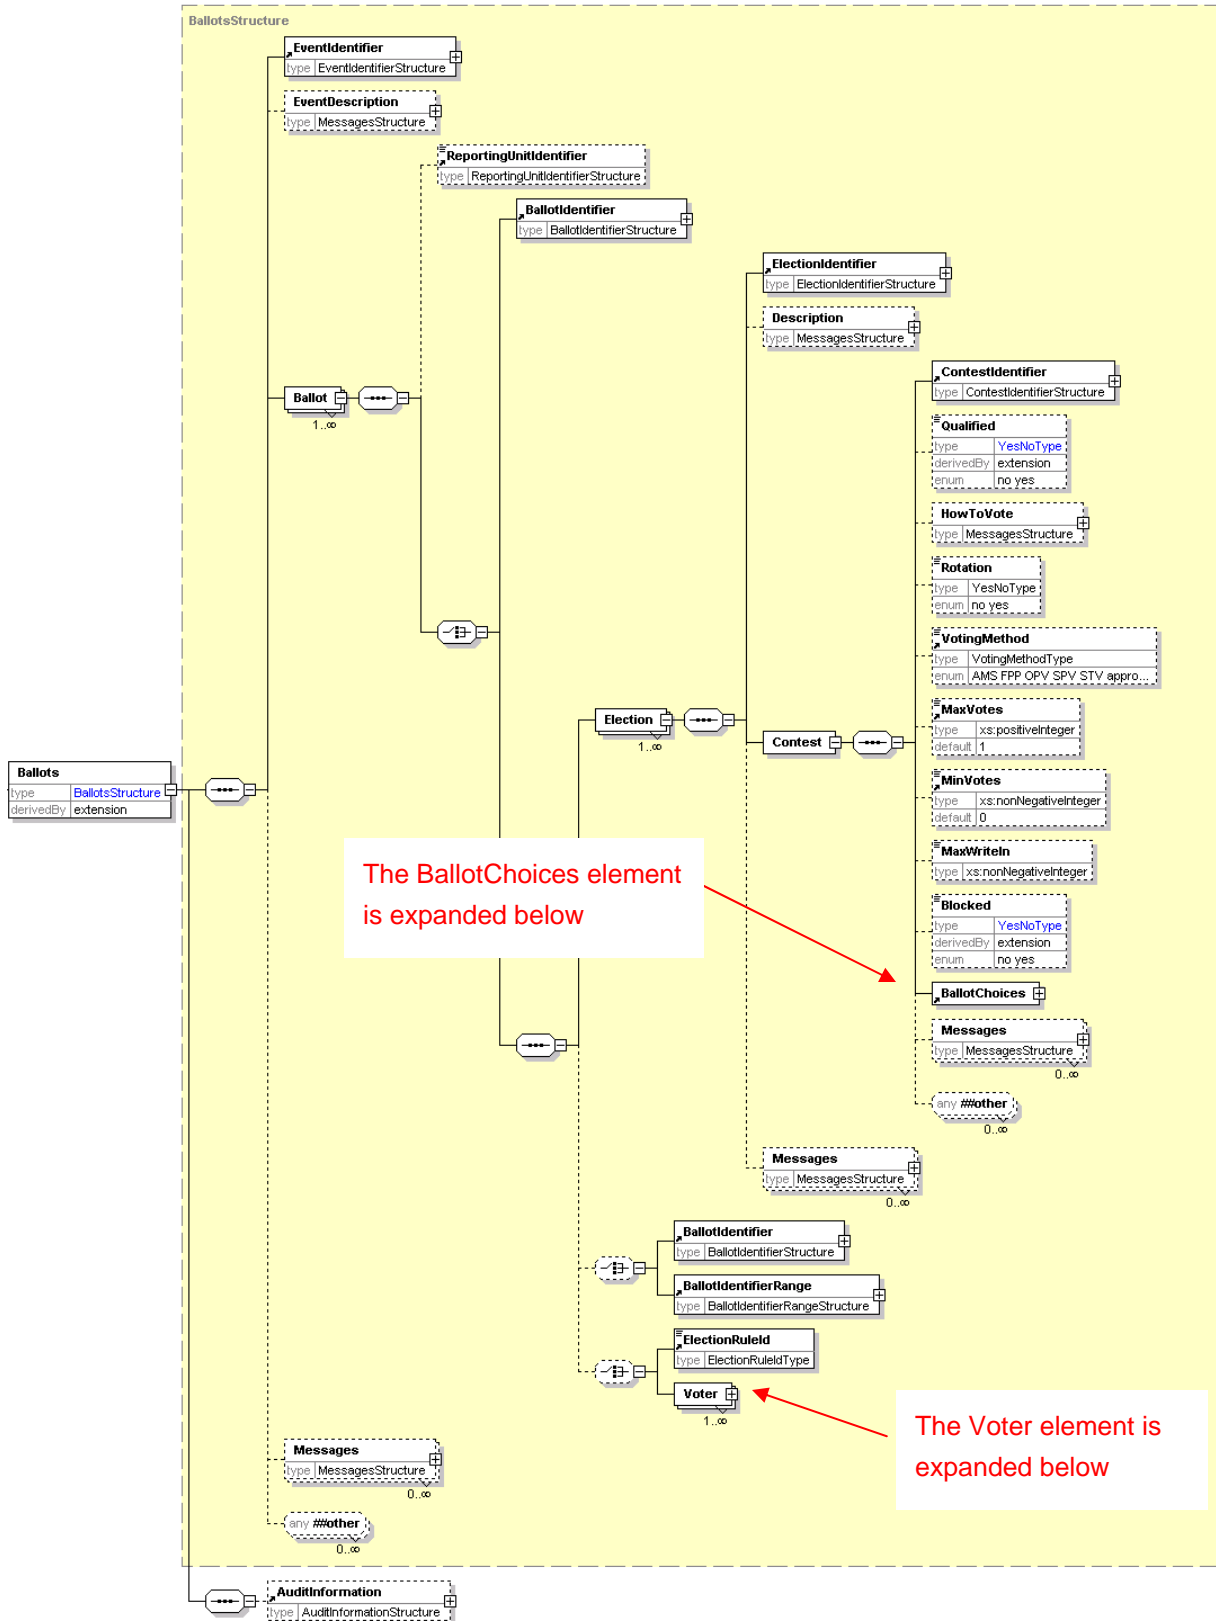 BallotsStructure
EventIdentifier
type EventIdentifierStructure
EventDescription
type MessagesStructure
ReportingUnitIdentifier
type ReportingUnitIdentifierStructure
BallotIdentifier
type BallotIdentifierStructure
ElectionIdentifier
type ElectionIdentifierStructure
Description
type MessagesStructure
ContestIdentifier
type ContestIdentifierStructure
Ballot
1..∞
Qualified
type YesNoType
derivedBy extension
enum no yes
HowToVote
type MessagesStructure
Rotation
type YesNoType
enum no yes
VotingMethod
type VotingMethodType
enum AMS FPP OPV SPV STV appro...
Election
1..∞
Contest
MaxVotes
type xs:positiveInteger
default 1
Ballots
type BallotsStructure
derivedBy extension
MinVotes
type xs:nonNegativeInteger
default 0
MaxWriteIn
type xs:nonNegativeInteger
The BallotChoices element
is expanded below
Blocked
type YesNoType
derivedBy extension
enum no yes
BallotChoices
Messages
type MessagesStructure
0..∞
any ##other
0..∞
Messages
type MessagesStructure
0..∞
BallotIdentifier
type BallotIdentifierStructure
BallotIdentifierRange
type BallotIdentifierRangeStructure
ElectionRuleId
type ElectionRuleIdType
Voter
1..∞
The Voter element is
expanded below
Messages
type MessagesStructure
0..∞
any ##other
0..∞
AuditInformation
type AuditInformationStructure